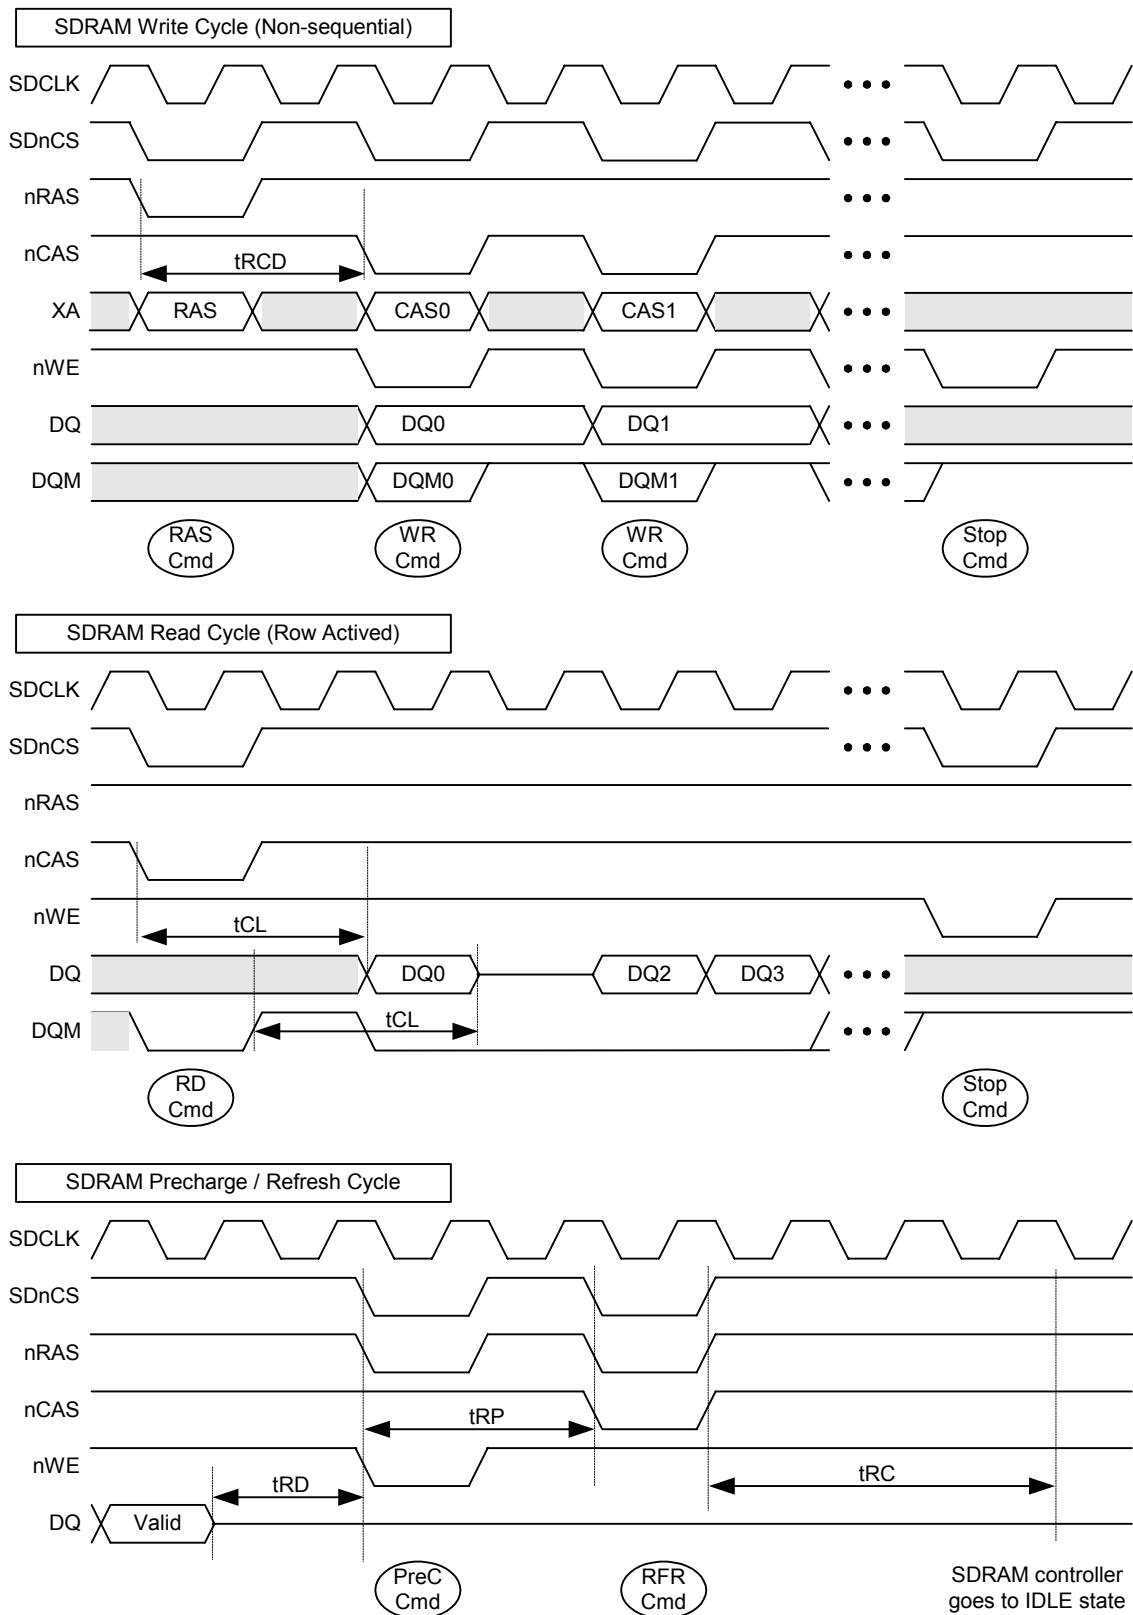 SDRAM Write Cycle (Non-sequential)
SDCLK
SDnCS
nRAS
nCAS
tRCD
XA RAS CAS0 CAS1
nWE
DQ DQ0 DQ1
DQM DQM0 DQM1
RAS Cmd
WR Cmd
WR Cmd
Stop Cmd
SDRAM Read Cycle (Row Actived)
SDCLK
SDnCS
nRAS
nCAS
nWE
tCL
DQ DQ0 DQ2 DQ3
DQM tCL
RD Cmd
Stop Cmd
SDRAM Precharge / Refresh Cycle
SDCLK
SDnCS
nRAS
nCAS
tRP
nWE
tRD tRC
DQ Valid
PreC Cmd
RFR Cmd
SDRAM controller
goes to IDLE state